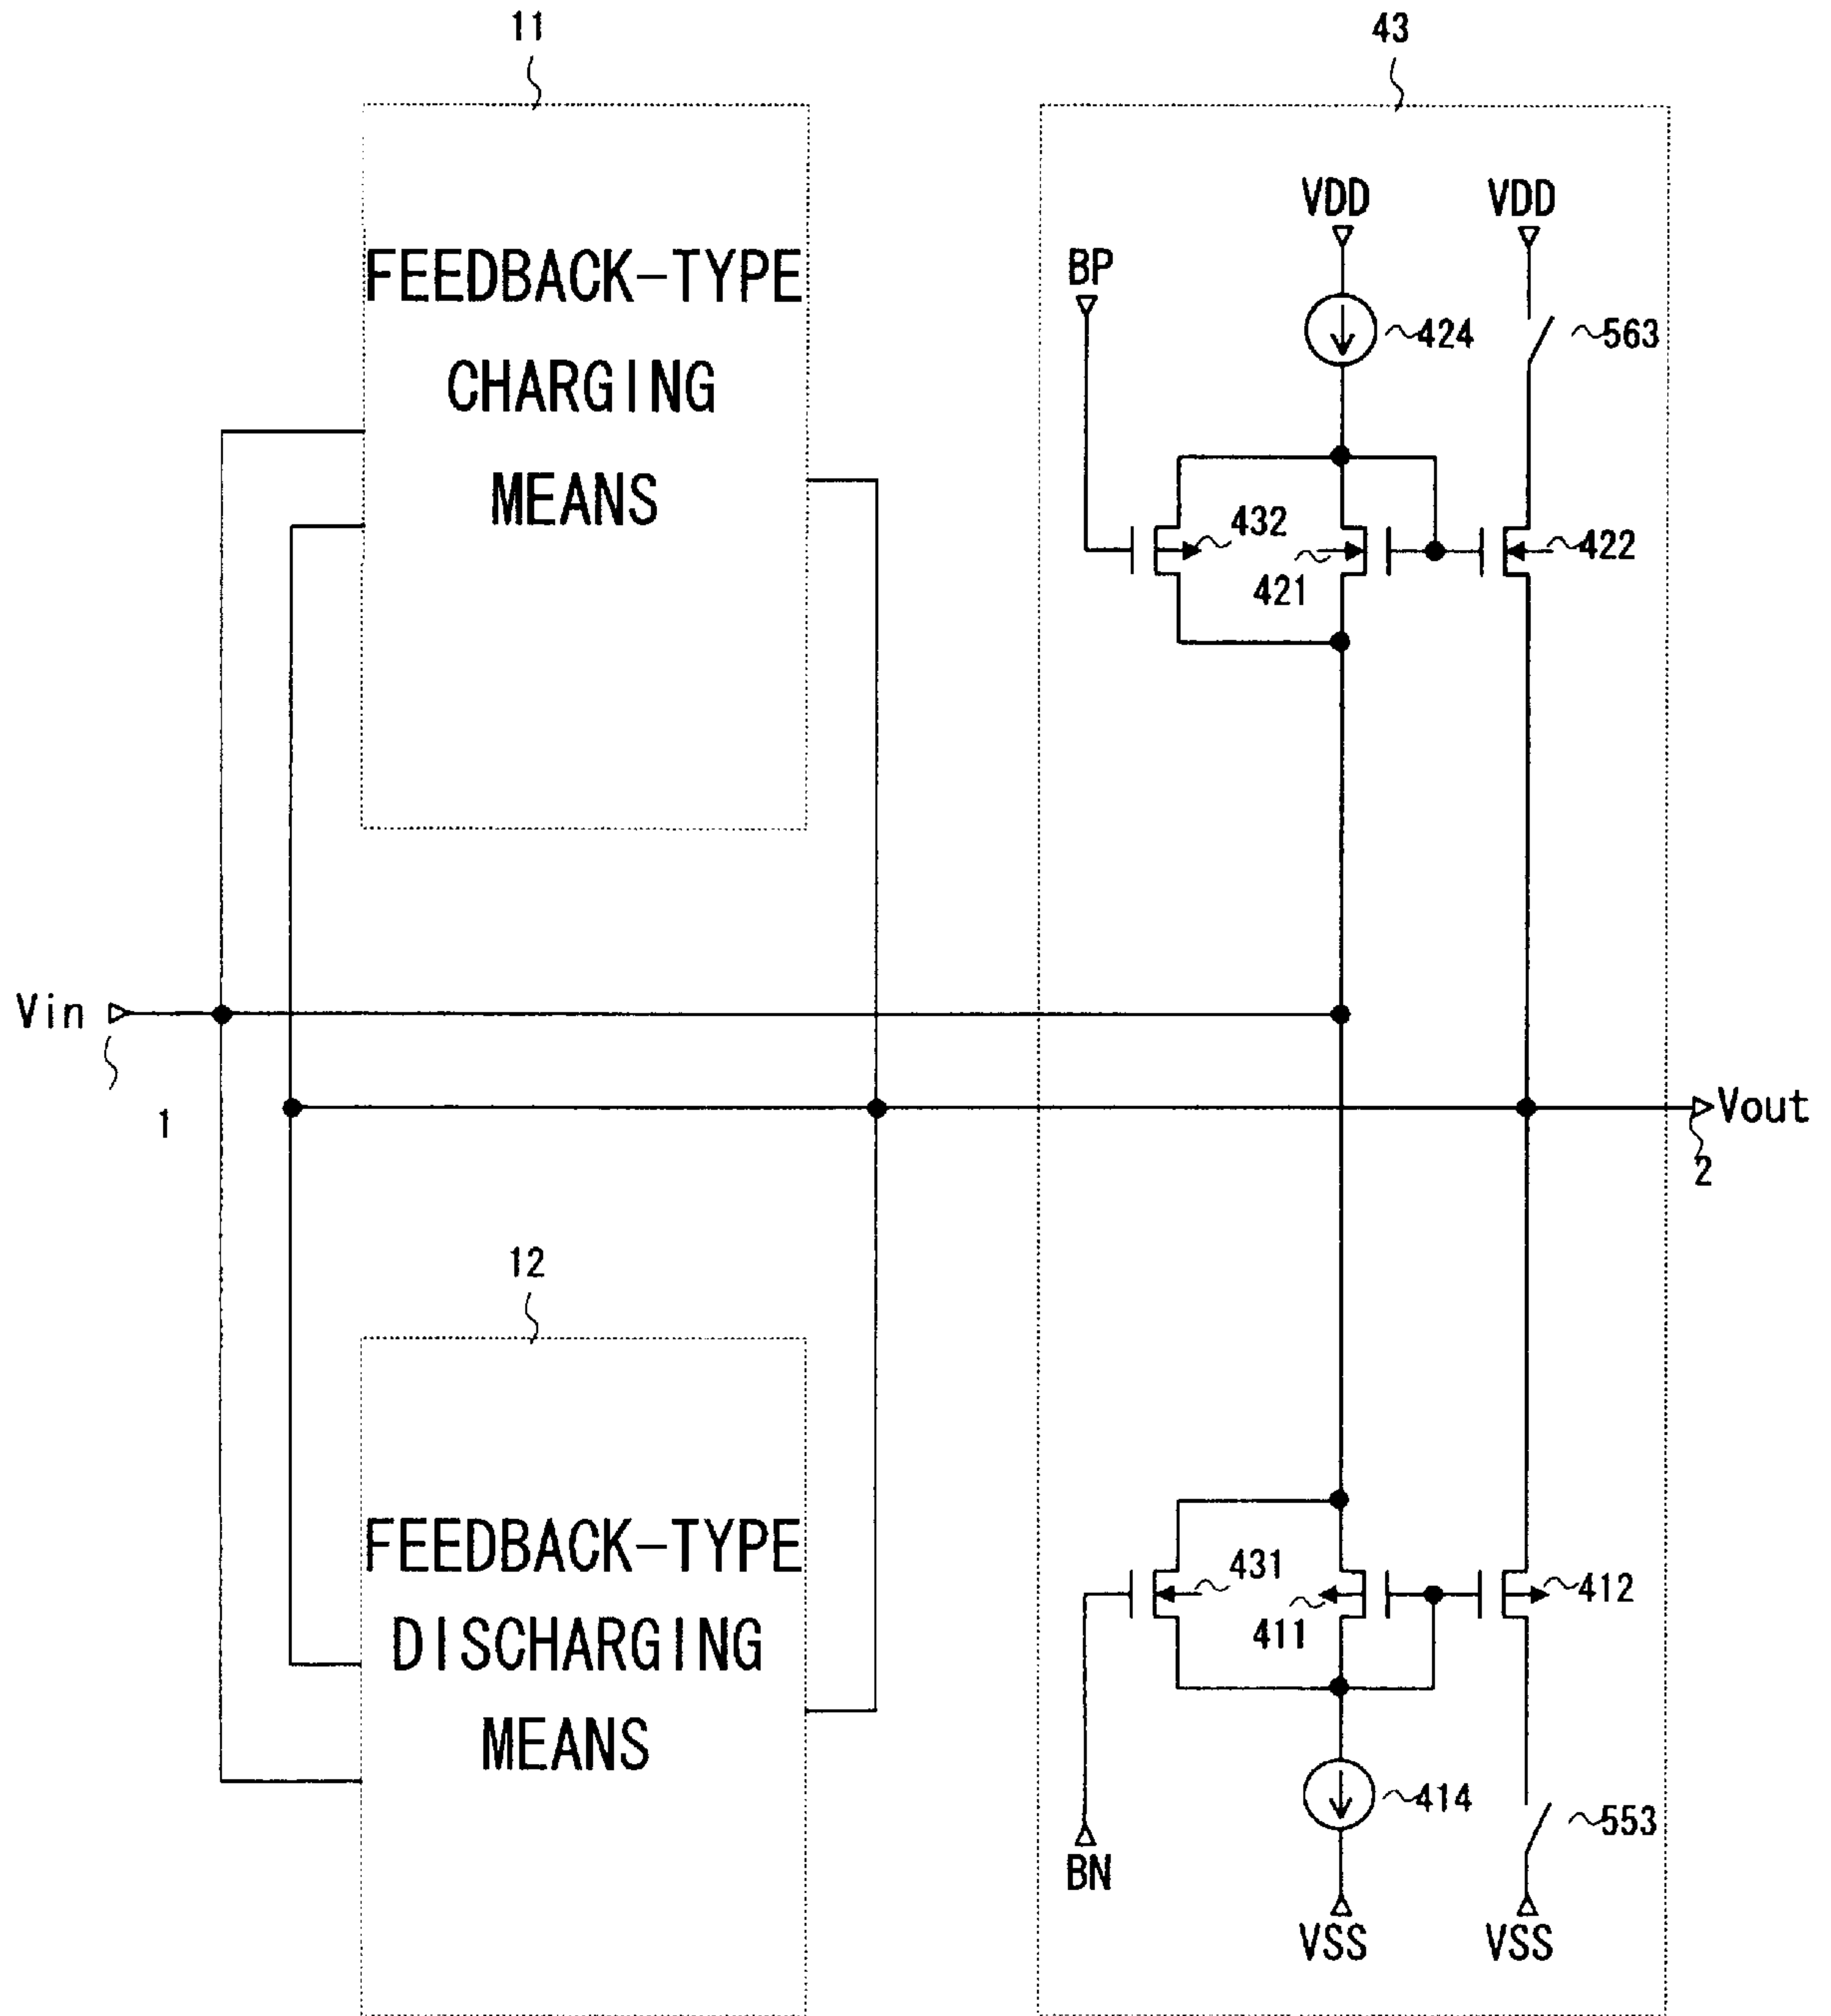 11
43
FEEDBACK-TYPE
CHARGING
MEANS
VDD
VDD
BP
424
563
432
421
422
Vin
1
Vout
2
12
FEEDBACK-TYPE
DISCHARGING
MEANS
431
411
412
414
553
BN
VSS
VSS